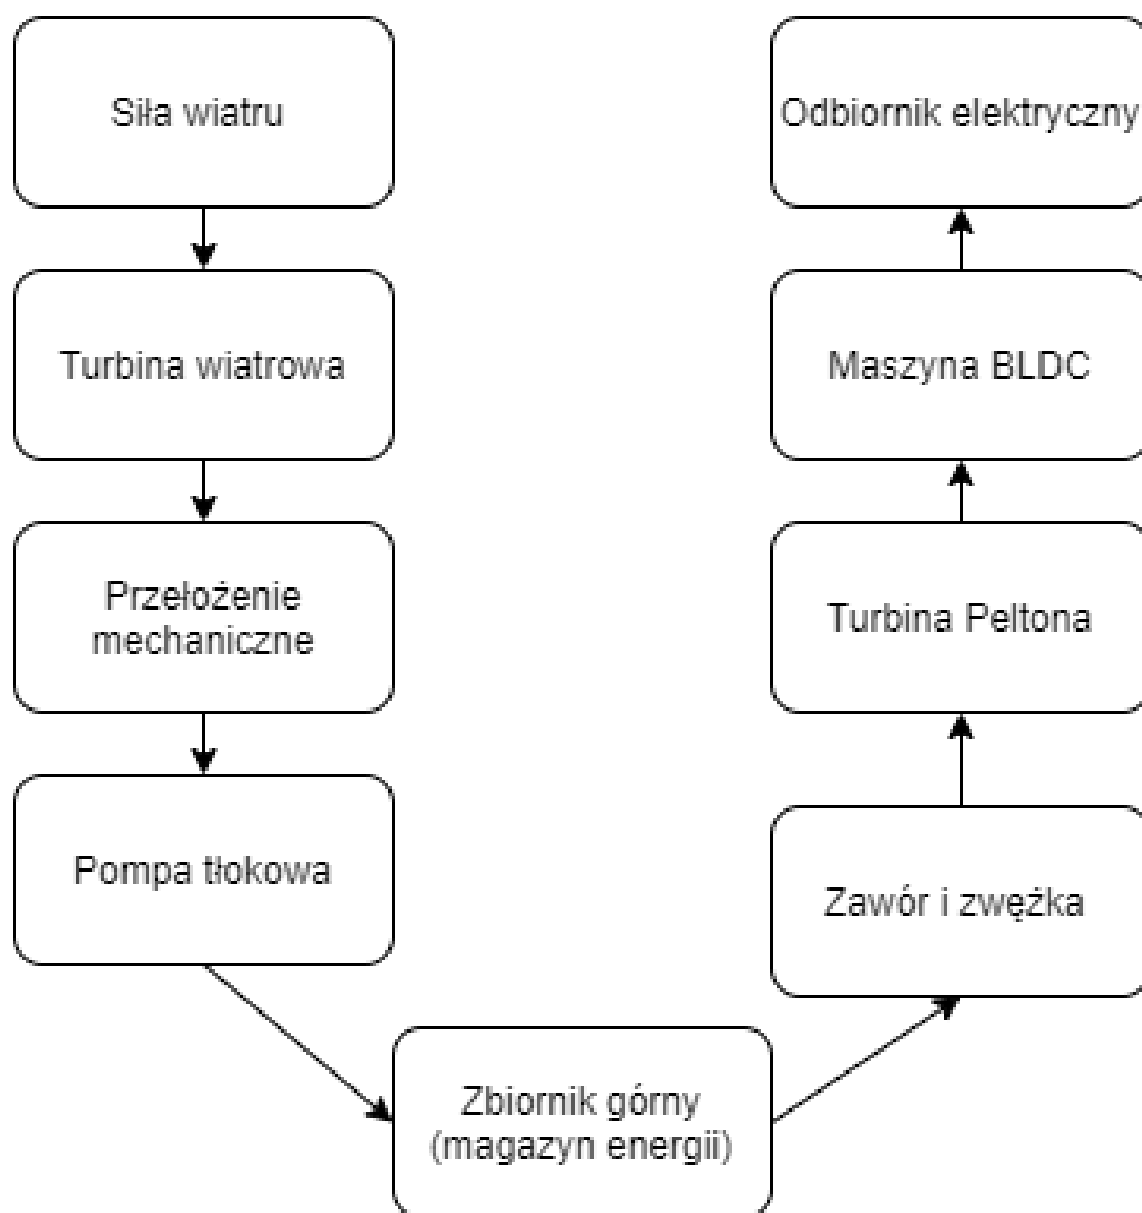 Siła wiatru
Turbina wiatrowa
Przełożenie
mechaniczne
Pompa tłokowa
Zbiornik górny
(magazyn energii)
Zawór i zwężka
Turbina Peltona
Maszyna BLDC
Odbiornik elektryczny